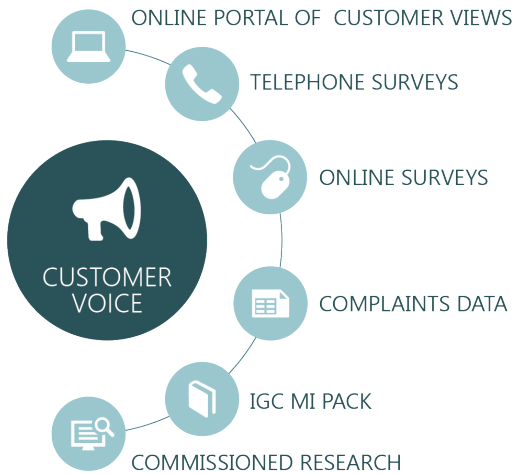 ONLINE PORTAL OF CUSTOMER VIEWS
TELEPHONE SURVEYS
ONLINE SURVEYS
CUSTOMER
VOICE
COMPLAINTS DATA
IGC MI PACK
COMMISSIONED RESEARCH